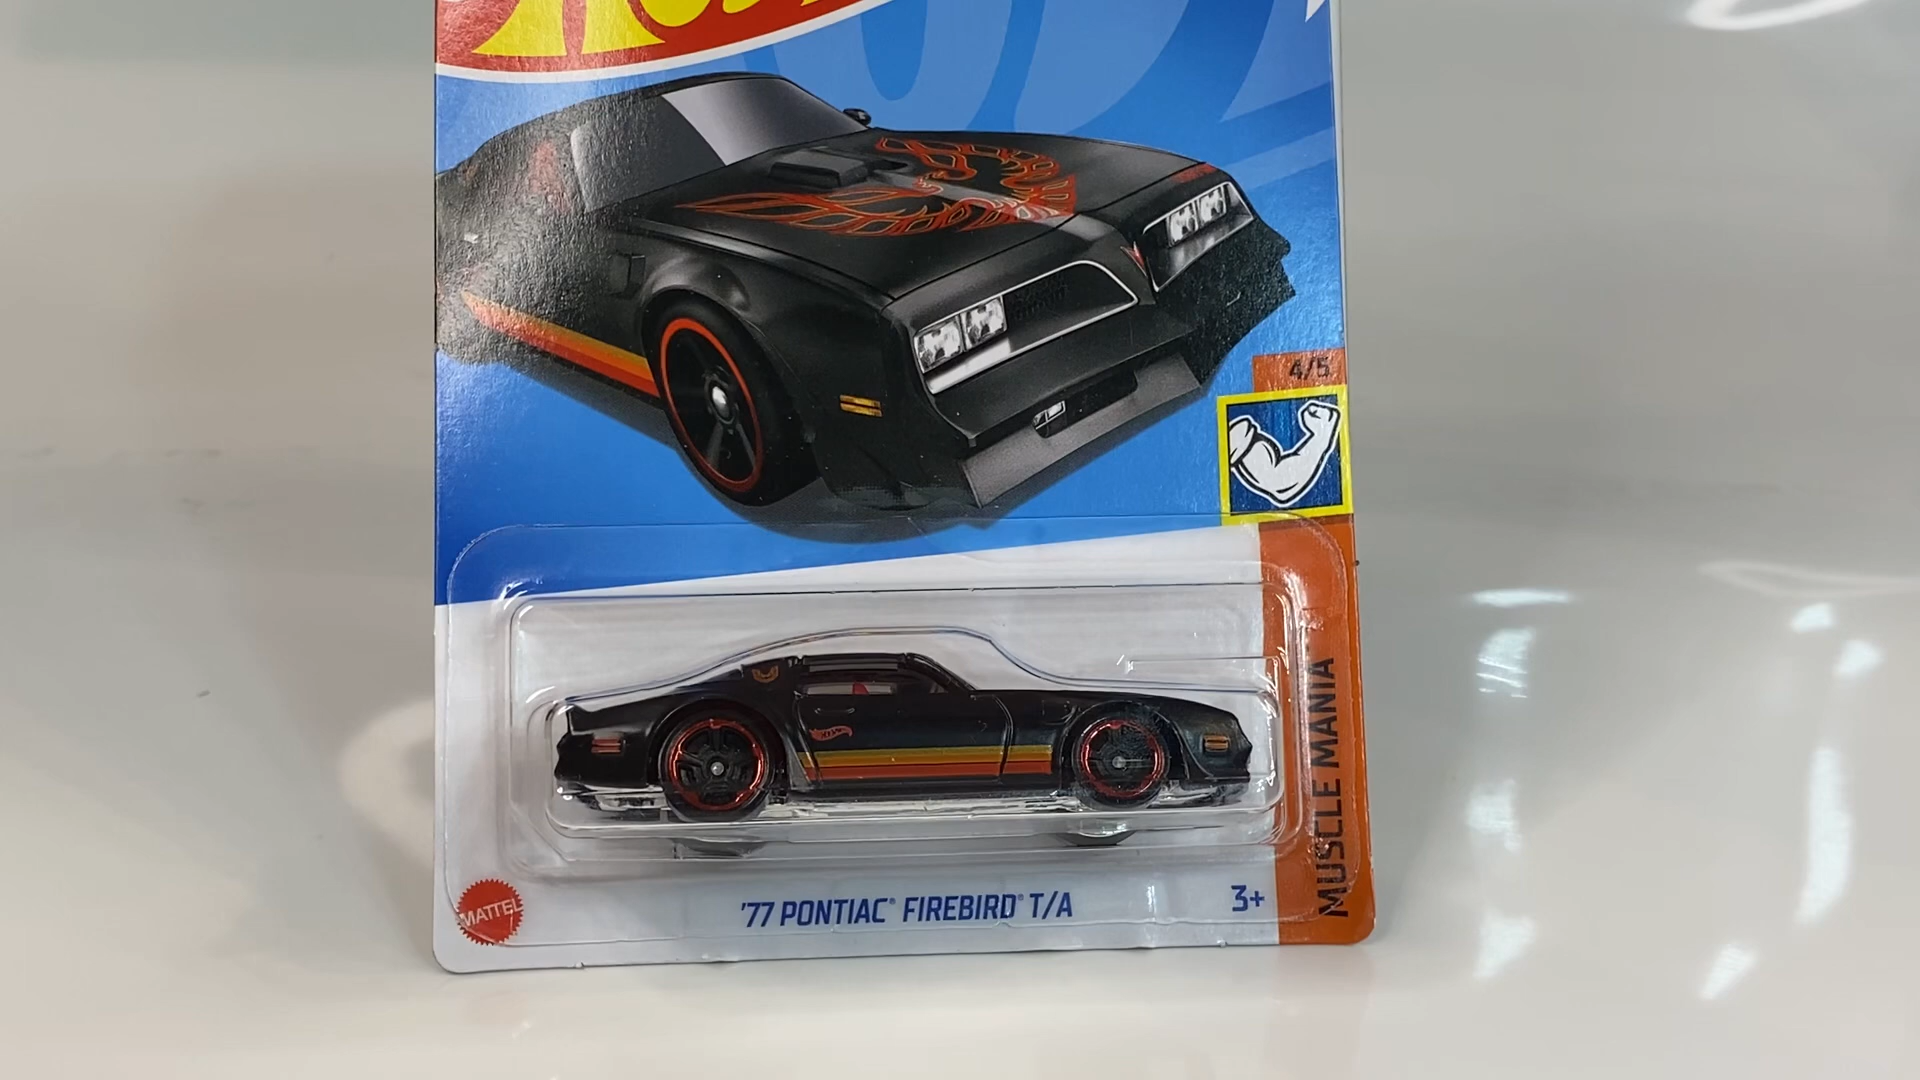 4/5
MUSCLE MANIA
MATTEL
'77 PONTIAC® FIREBIRD® T/A
3+